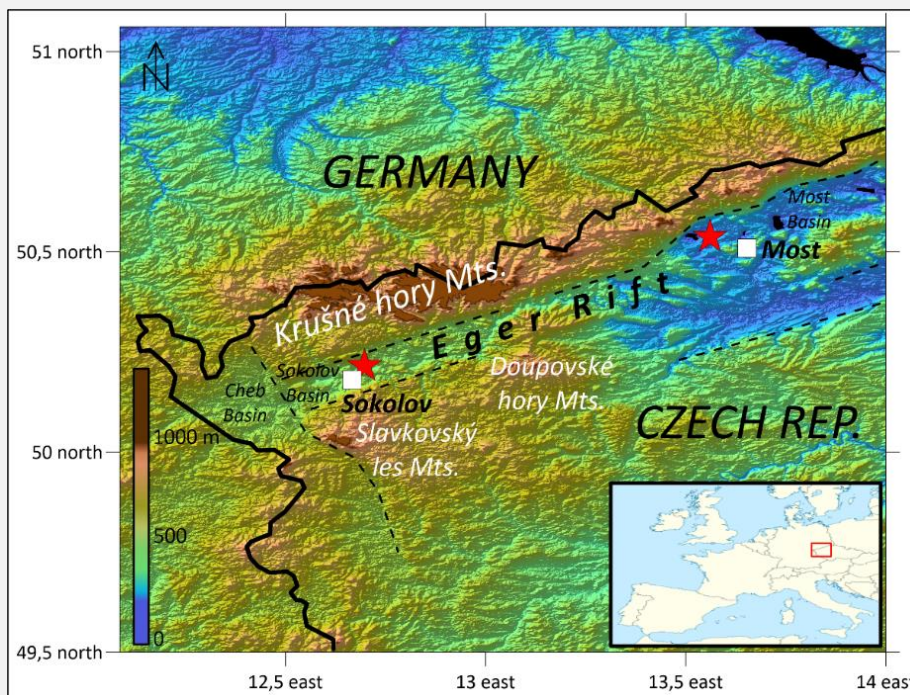 51 north
N
GERMANY
Most
Basin
50,5 north
Most
Krušné hory Mts.
Eger Rift
Sokolov
Basin
Doupovské
hory Mts.
Cheb
Basin
Sokolov
CZECH REP.
1000 m
Slavkovský
les Mts.
50 north
500
0
49,5 north
12,5 east
13 east
13,5 east
14 east